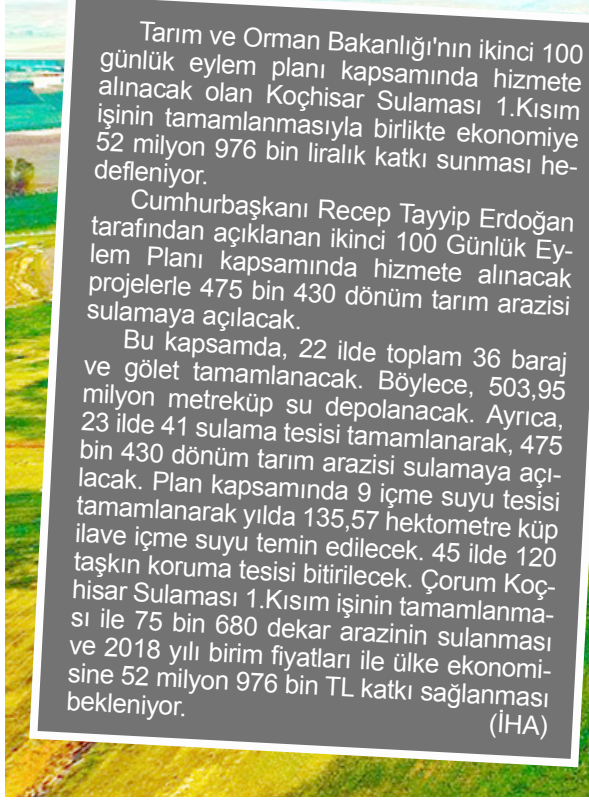 Tarım ve Orman Bakanlığı'nın ikinci 100
günlük eylem planı kapsamında hizmete
alınacak olan Koçhisar Sulaması 1.Kısım
işinin tamamlanmasıyla birlikte ekonomiye
52 milyon 976 bin liralık katkı sunması he-
defleniyor.
Cumhurbaşkanı Recep Tayyip Erdoğan
tarafından açıklanan ikinci 100 Günlük Ey-
lem Planı kapsamında hizmete alınacak
projelerle 475 bin 430 dönüm tarım arazisi
sulamaya açılacak.
Bu kapsamda, 22 ilde toplam 36 baraj
ve gölet tamamlanacak. Böylece, 503,95
milyon metreküp su depolanacak. Ayrıca,
23 ilde 41 sulama tesisi tamamlanarak, 475
bin 430 dönüm tarım arazisi sulamaya açı-
lacak. Plan kapsamında 9 içme suyu tesisi
tamamlanarak yılda 135,57 hektometre küp
ilave içme suyu temin edilecek. 45 ilde 120
taşkın koruma tesisi bitirilecek. Çorum Koç-
hisar Sulaması 1.Kısım işinin tamamlanma-
sı ile 75 bin 680 dekar arazinin sulanması
ve 2018 yılı birim fiyatları ile ülke ekonomi-
sine 52 milyon 976 bin TL katkı sağlanması
bekleniyor. (İHA)